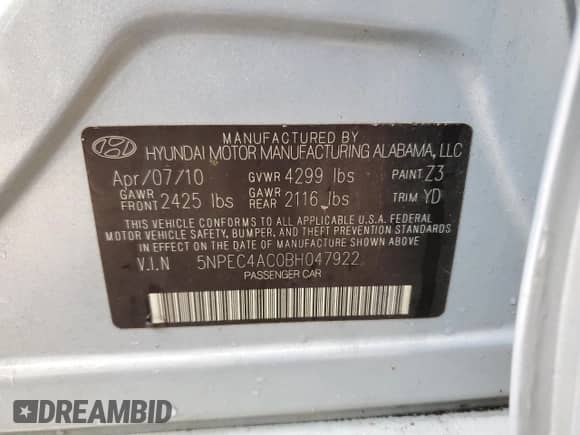 MANUFACTURED BY
HYUNDAI MOTOR MANUFACTURING ALABAMA, LLC
Apr/07/10 GVWR 4299 lbs PAINT Z3
GAWR FRONT 2425 lbs GAWR REAR 2116 lbs TRIM YD
THIS VEHICLE CONFORMS TO ALL APPLICABLE U.S.A. FEDERAL
MOTOR VEHICLE SAFETY, BUMPER, AND THEFT PREVENTION STANDARDS
IN EFFECT ON THE DATE OF MANUFACTURE SHOWN ABOVE.
V.I.N 5NPEC4AC0BH047922
PASSENGER CAR
DREAMBID